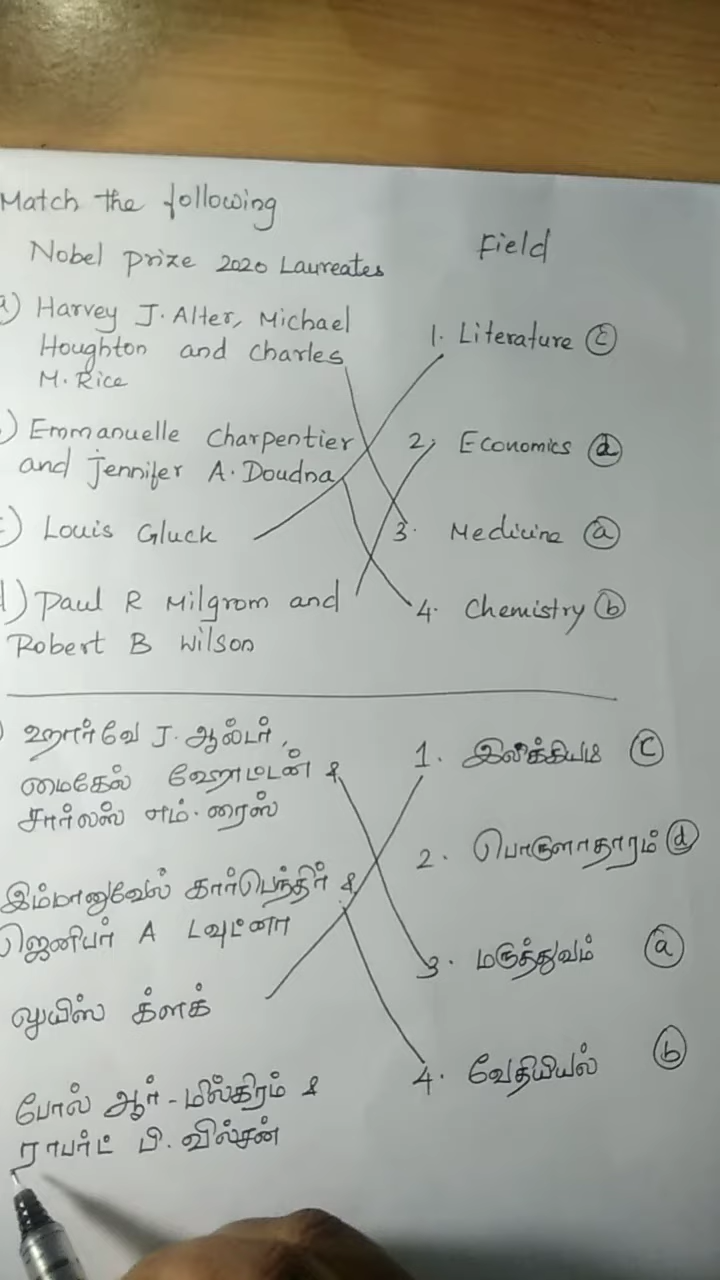 Match the following
Nobel prize 2020 Laureates
Field
a) Harvey J. Alter, Michael
Houghton and Charles
M. Rice
1. Literature c
) Emmanuelle Charpentier
and jennifer A. Doudna
2, Economics d
c) Louis Gluck
3. Medicine a
d) Paul R Milgrom and
Robert B Wilson
4. Chemistry b
) ஹார்வே J. ஆல்டர்,
மைகேல் ஹோட்டன் &
சார்லஸ் எம். ரைஸ்
1. இலக்கியம் c
இம்மானுவேல் கார்பெந்திர் &
ஜெனிபர் A டவுட்னா
2. பொருளாதாரம் d
லுயிஸ் க்ளக்
3. மருத்துவம் a
போல் ஆர் - மில்கிரம் &
ராபர்ட் பி. வில்சன்
4. வேதியியல் b